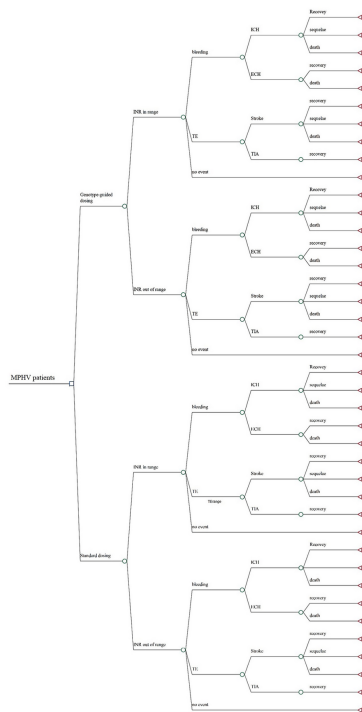 Recovery
ICH
sequelae
bleeding
death
recovery
ECH
death
INR in range
recovery
Stroke
sequelae
TE
death
TIA
recovery
no event
Genotype-guided
dosing
Recovery
ICH
sequelae
bleeding
death
recovery
ECH
death
INR out of range
recovery
Stroke
sequelae
TE
death
TIA
recovery
no event
MPHV patients
Recovery
ICH
sequelae
bleeding
death
recovery
ECH
death
INR in range
recovery
Stroke
sequelae
TE
death
TIA
recovery
no event
Standard dosing
Recovery
ICH
sequelae
bleeding
death
recovery
ECH
death
INR out of range
recovery
Stroke
sequelae
TE
death
TIA
recovery
no event